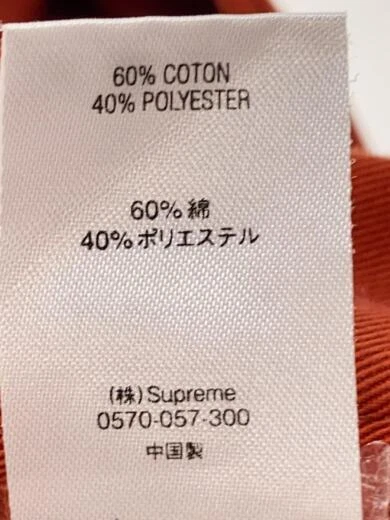 60% COTON
40% POLYESTER
60% 綿
40% ポリエステル
(株) Supreme
0570-057-300
中国製